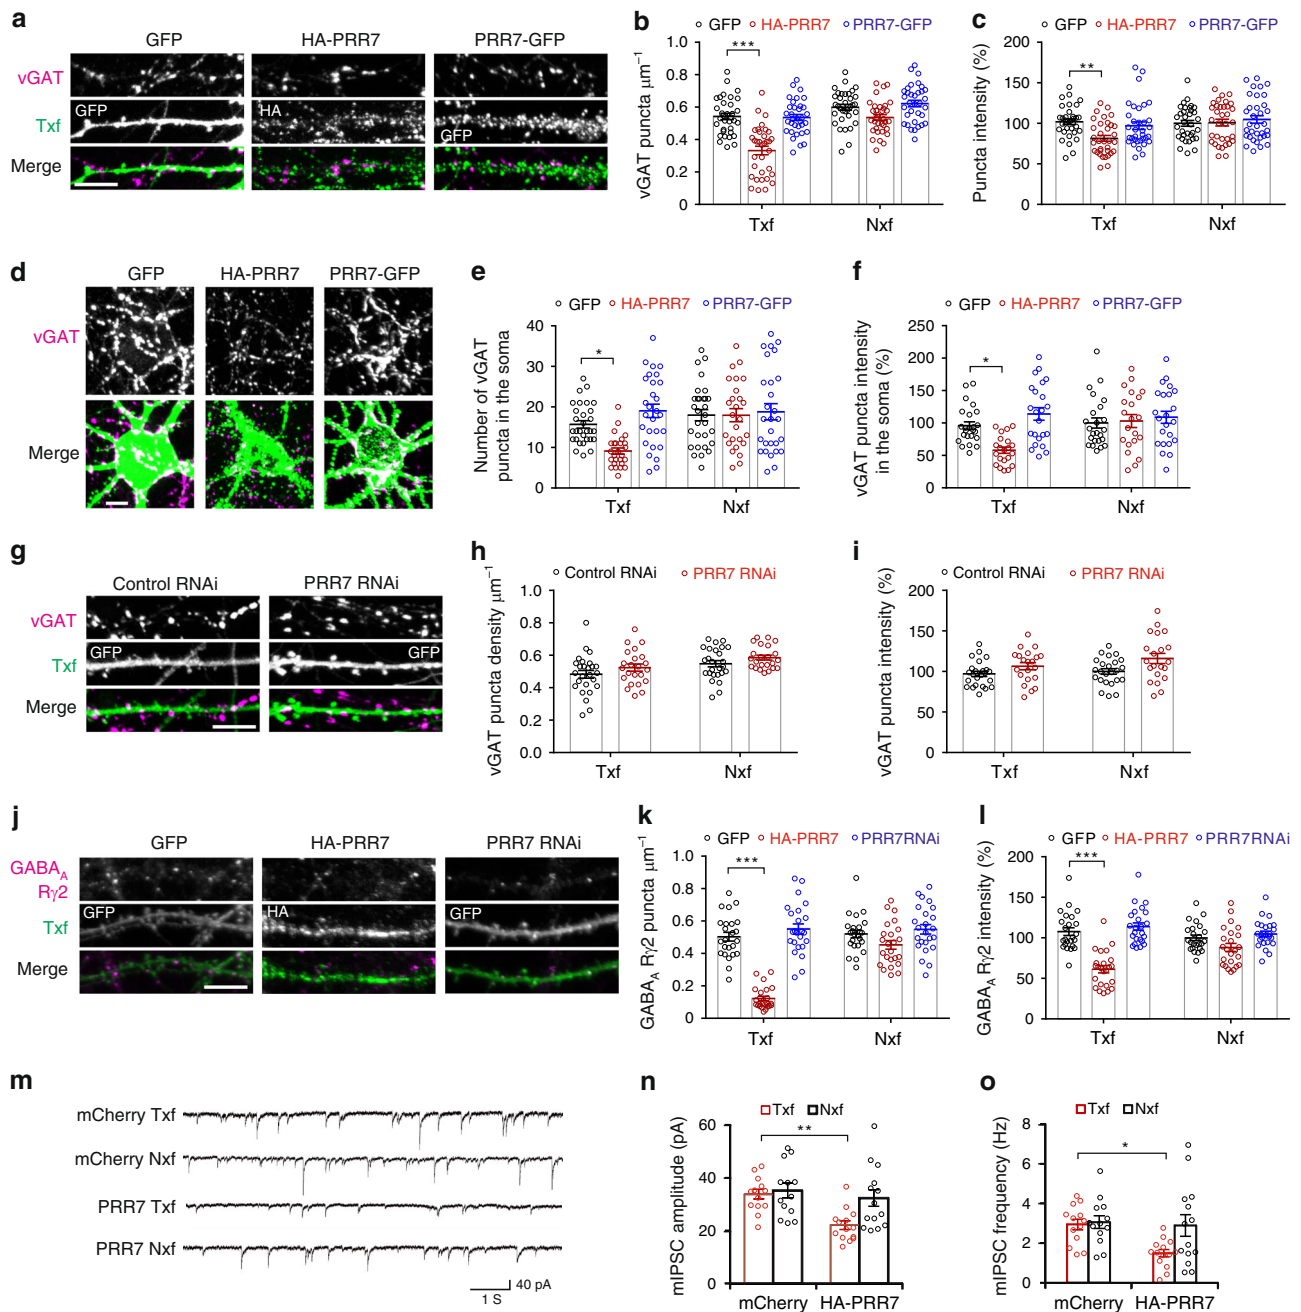 a
GFP
HA-PRR7
PRR7-GFP
vGAT
Txf
Merge
GFP
HA
GFP
b
GFP HA-PRR7 PRR7-GFP
vGAT puncta μm⁻¹
1.0
0.8
0.6
0.4
0.2
0
***
Txf
Nxf
c
GFP HA-PRR7 PRR7-GFP
Puncta intensity (%)
200
150
100
50
0
**
Txf
Nxf
d
GFP
HA-PRR7
PRR7-GFP
vGAT
Merge
e
GFP HA-PRR7 PRR7-GFP
Number of vGAT
puncta in the soma
40
30
20
10
0
*
Txf
Nxf
f
GFP HA-PRR7 PRR7-GFP
vGAT puncta intensity
in the soma (%)
250
200
150
100
50
0
*
Txf
Nxf
g
Control RNAi
PRR7 RNAi
vGAT
Txf
Merge
GFP
GFP
h
Control RNAi PRR7 RNAi
vGAT puncta density μm⁻¹
1.0
0.8
0.6
0.4
0.2
0.0
Txf
Nxf
i
Control RNAi PRR7 RNAi
vGAT puncta intensity (%)
200
150
100
50
0
Txf
Nxf
j
GFP
HA-PRR7
PRR7 RNAi
GABA_A
Rγ2
Txf
Merge
GFP
HA
GFP
k
GFP HA-PRR7 PRR7RNAi
GABA_A Rγ2 puncta μm⁻¹
1.0
0.8
0.6
0.4
0.2
0
***
Txf
Nxf
l
GFP HA-PRR7 PRR7RNAi
GABA_A Rγ2 intensity (%)
200
150
100
50
0
***
Txf
Nxf
m
mCherry Txf
mCherry Nxf
PRR7 Txf
PRR7 Nxf
40 pA
1 S
n
Txf Nxf
mIPSC amplitude (pA)
60
40
20
0
**
mCherry
HA-PRR7
o
Txf Nxf
mIPSC frequency (Hz)
8
6
4
2
0
*
mCherry
HA-PRR7